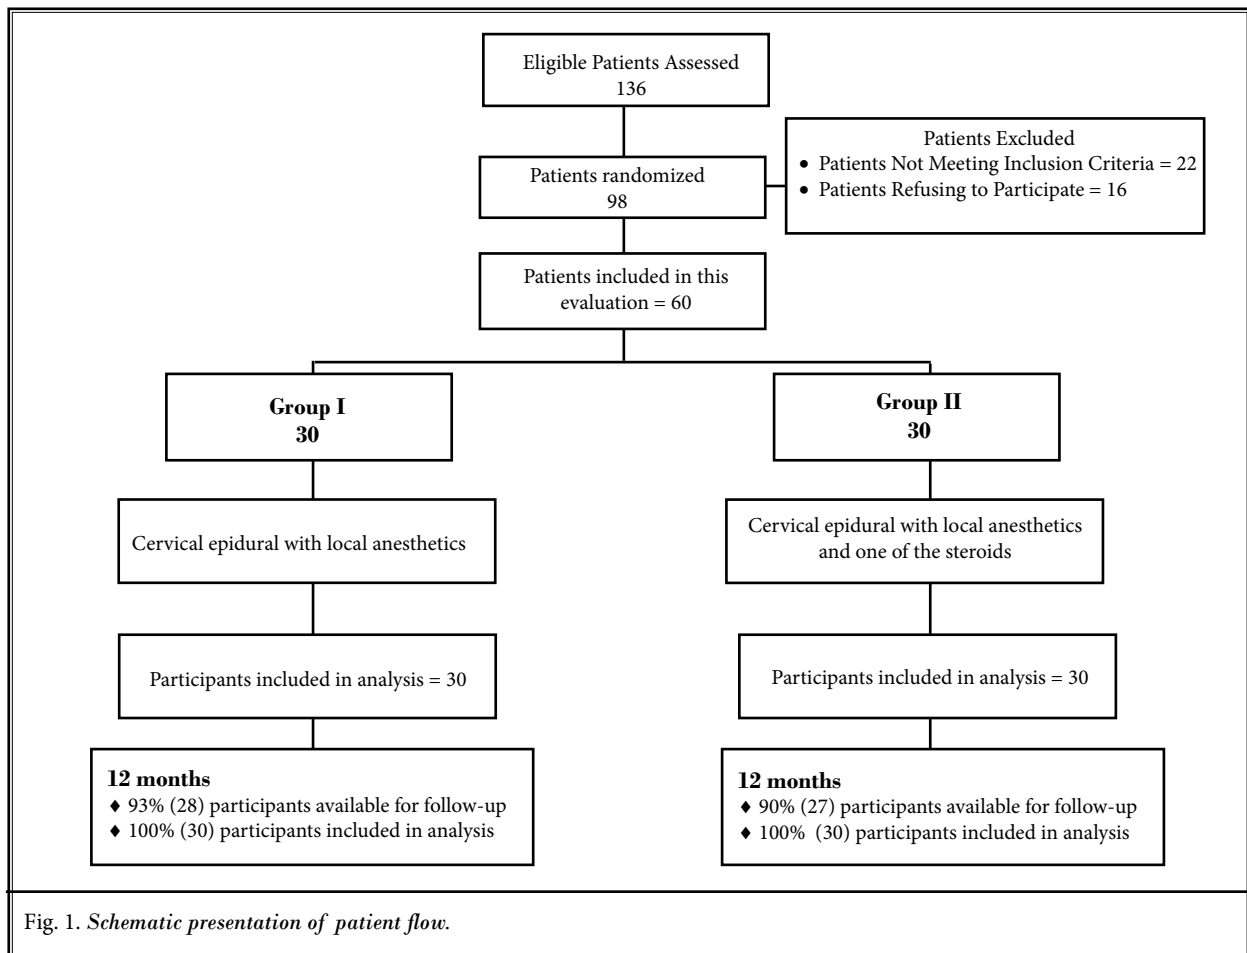 Eligible Patients Assessed
136
Patients Excluded
• Patients Not Meeting Inclusion Criteria = 22
• Patients Refusing to Participate = 16
Patients randomized
98
Patients included in this
evaluation = 60
Group I
30
Group II
30
Cervical epidural with local anesthetics
Cervical epidural with local anesthetics
and one of the steroids
Participants included in analysis = 30
Participants included in analysis = 30
12 months
♦ 93% (28) participants available for follow-up
♦ 100% (30) participants included in analysis
12 months
♦ 90% (27) participants available for follow-up
♦ 100% (30) participants included in analysis
Fig. 1. Schematic presentation of patient flow.